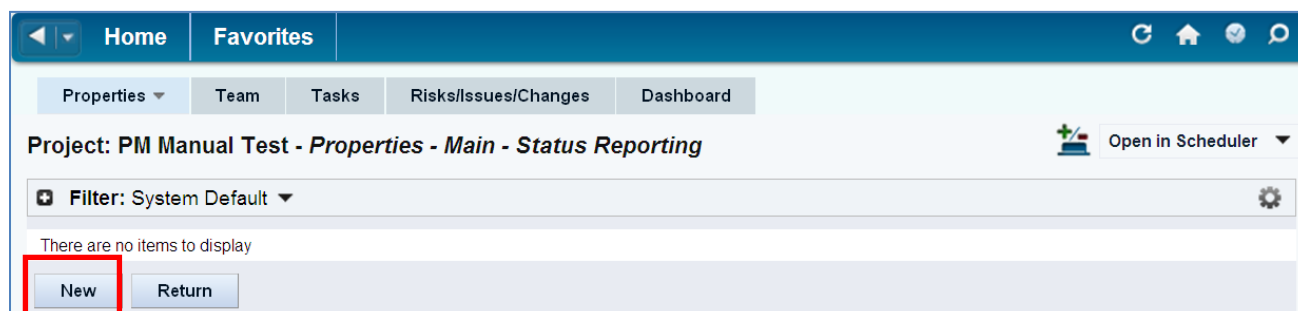 Home Favorites
Properties Team Tasks Risks/Issues/Changes Dashboard
Project: PM Manual Test - Properties - Main - Status Reporting Open in Scheduler
Filter: System Default
There are no items to display
New Return